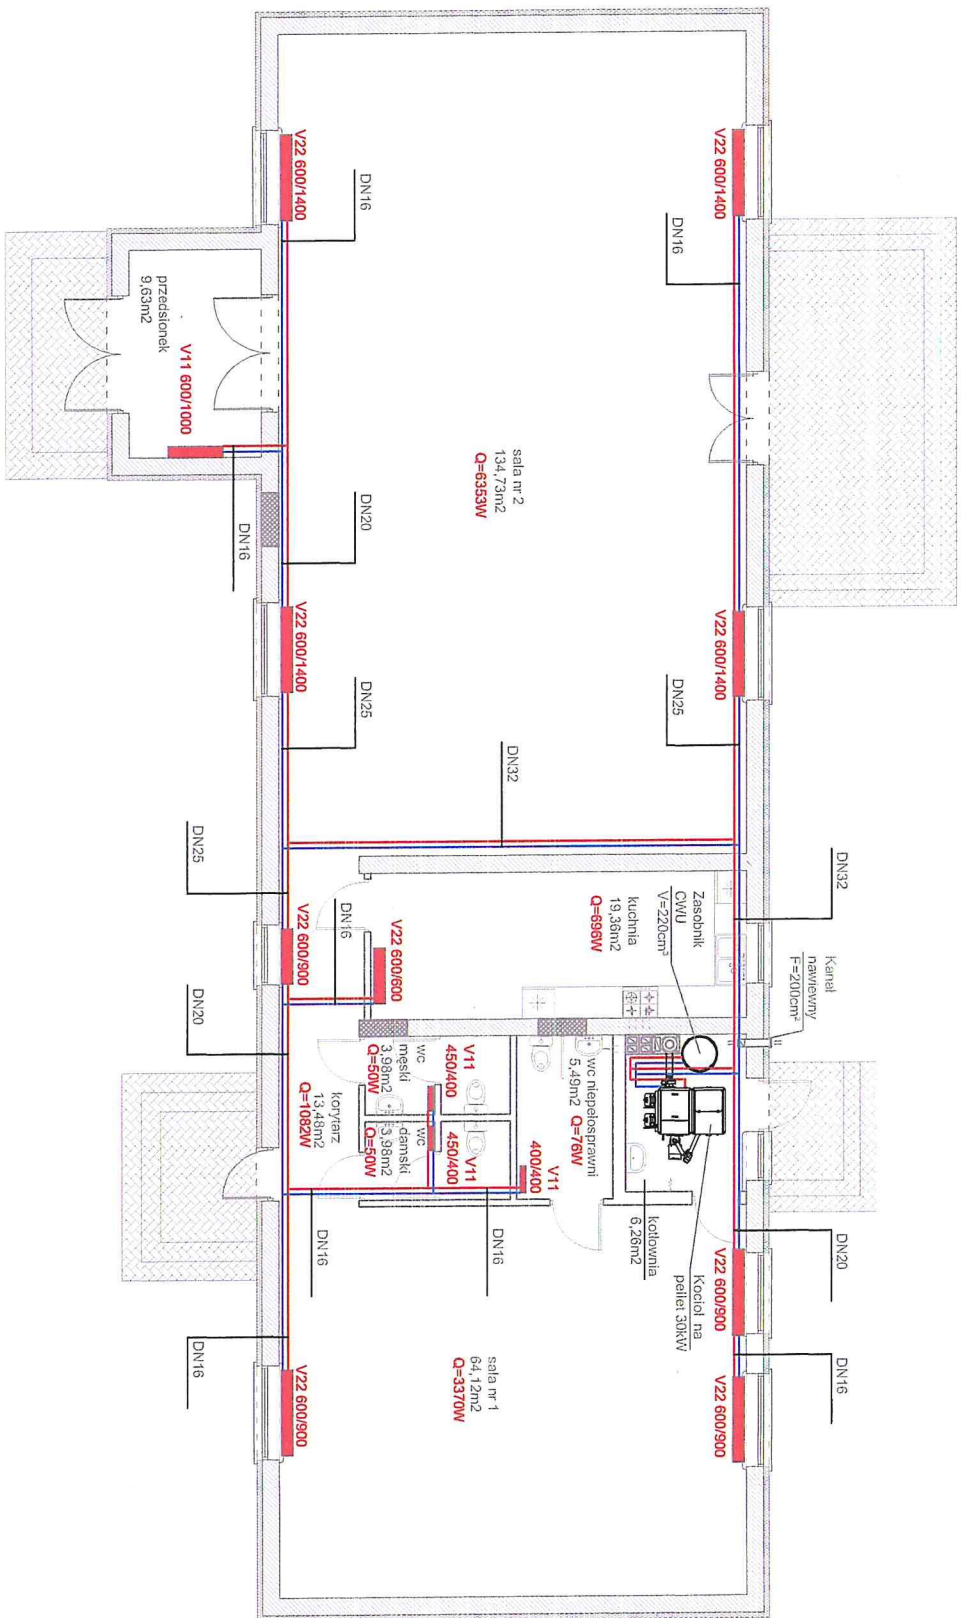 V22 600/1400
DN16
V22 600/1400
DN25
DN32
DN32
Kanał
nawiewny
F=200cm²
Zasobnik
CWU
V=220cm³
DN20
V22 600/900
Kocioł na
pellet 30kW
DN16
V22 600/900
sala nr 2
134,73m2
Q=6353W
kuchnia
19,36m2
Q=696W
V22 600/600
DN16
wc niepełosprawni
5,49m2
Q=76W
kotłownia
6,26m2
V11
400/400
V11
450/400
V11
450/400
wc
męski
3,98m2
Q=50W
wc
damski
3,98m2
Q=50W
korytarz
13,48m2
Q=1082W
DN16
DN16
sala nr 1
64,12m2
Q=3370W
V22 600/1400
DN16
przedsionek
9,63m2
V11 600/1000
DN16
DN20
V22 600/1400
DN25
DN25
V22 600/900
DN20
DN16
V22 600/900